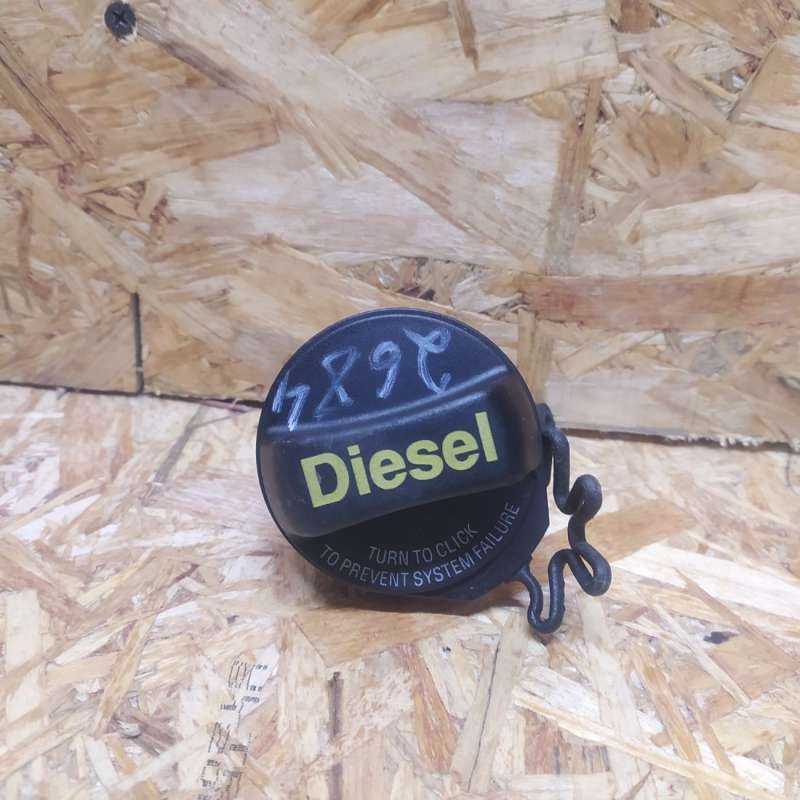 Diesel
TURN TO CLICK
TO PREVENT SYSTEM FAILURE